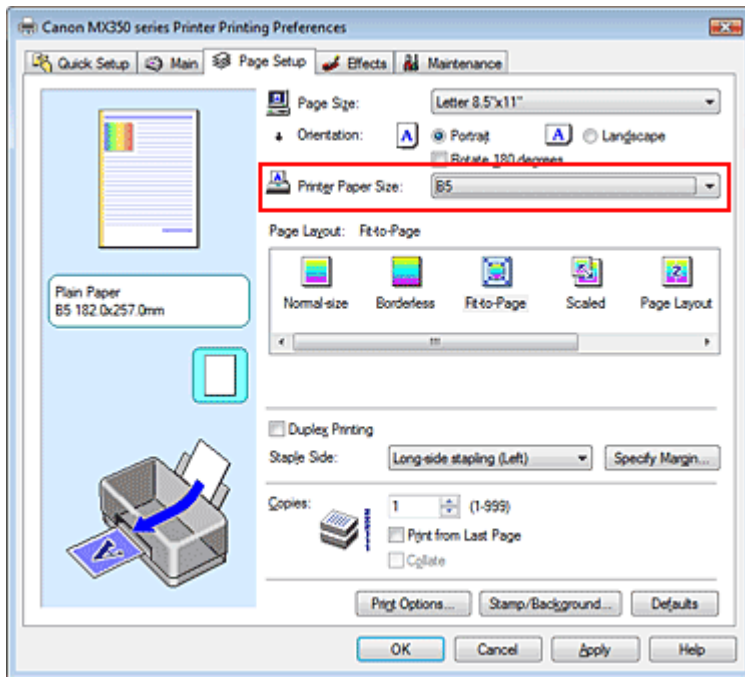 Canon MX350 series Printer Printing Preferences
Quick Setup Main Page Setup Effects Maintenance
Page Size: Letter 8.5"x11"
Orientation: A Portrait A Landscape
Rotate 180 degrees
Printer Paper Size: B5
Page Layout: Fit-to-Page
Normal-size Borderless Fit-to-Page Scaled Page Layout
Plain Paper
B5 182.0x257.0mm
Duplex Printing
Staple Side: Long-side stapling (Left) Specify Margin...
Copies: 1 (1-999)
Print from Last Page
Collate
Print Options... Stamp/Background... Defaults
OK Cancel Apply Help